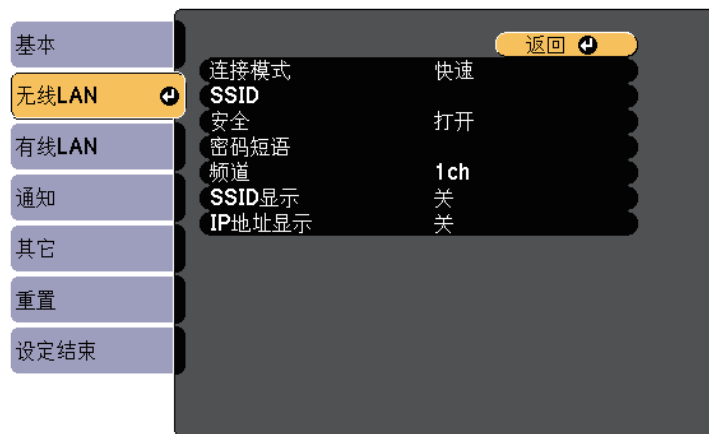 基本
无线LAN
有线LAN
通知
其它
重置
设定结束
返回
连接模式 快速
SSID
安全 打开
密码短语
频道 1ch
SSID显示 关
IP地址显示 关